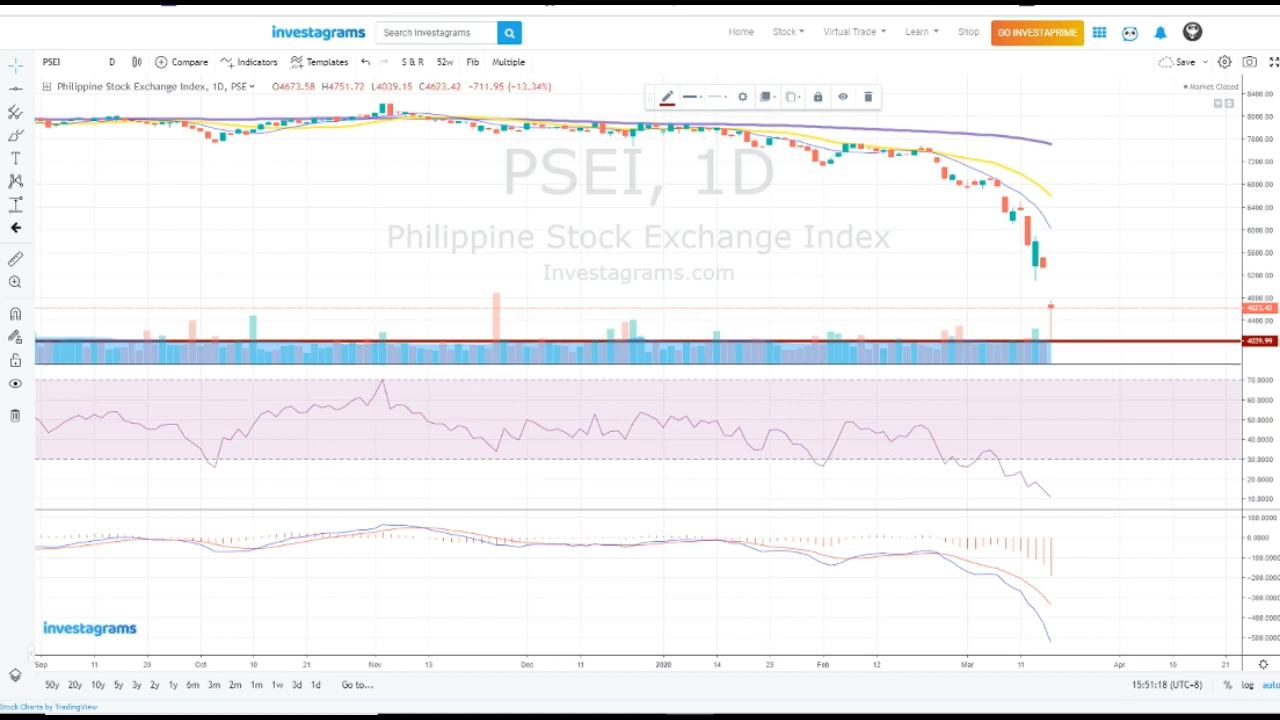 investagrams Search Investagrams Home Stock Virtual Trade Learn Shop GO INVESTAPRIME
PSEI D Compare Indicators Templates S & R 52w Fib Multiple Save
Philippine Stock Exchange Index, 1D, PSE O4673.58 H4751.72 L4039.15 C4623.42 -711.95 (-13.34%)
Market Closed
8400.00
8000.00
7600.00
7200.00
6800.00
6400.00
6000.00
5600.00
5200.00
4800.00
4623.42
4400.00
4039.99
PSEI, 1D
Philippine Stock Exchange Index
Investagrams.com
70.0000
60.0000
50.0000
40.0000
30.0000
20.0000
10.0000
100.0000
0.0000
-100.0000
-200.0000
-300.0000
-400.0000
-500.0000
investagrams
Sep 11 20 Oct 10 21 Nov 13 Dec 11 2020 14 23 Feb 12 Mar 11 Apr 10 21
50y 20y 10y 5y 3y 2y 1y 6m 3m 2m 1m 1w 3d 1d Go to... 15:51:18 (UTC+8) % log auto
Stock Charts by TradingView